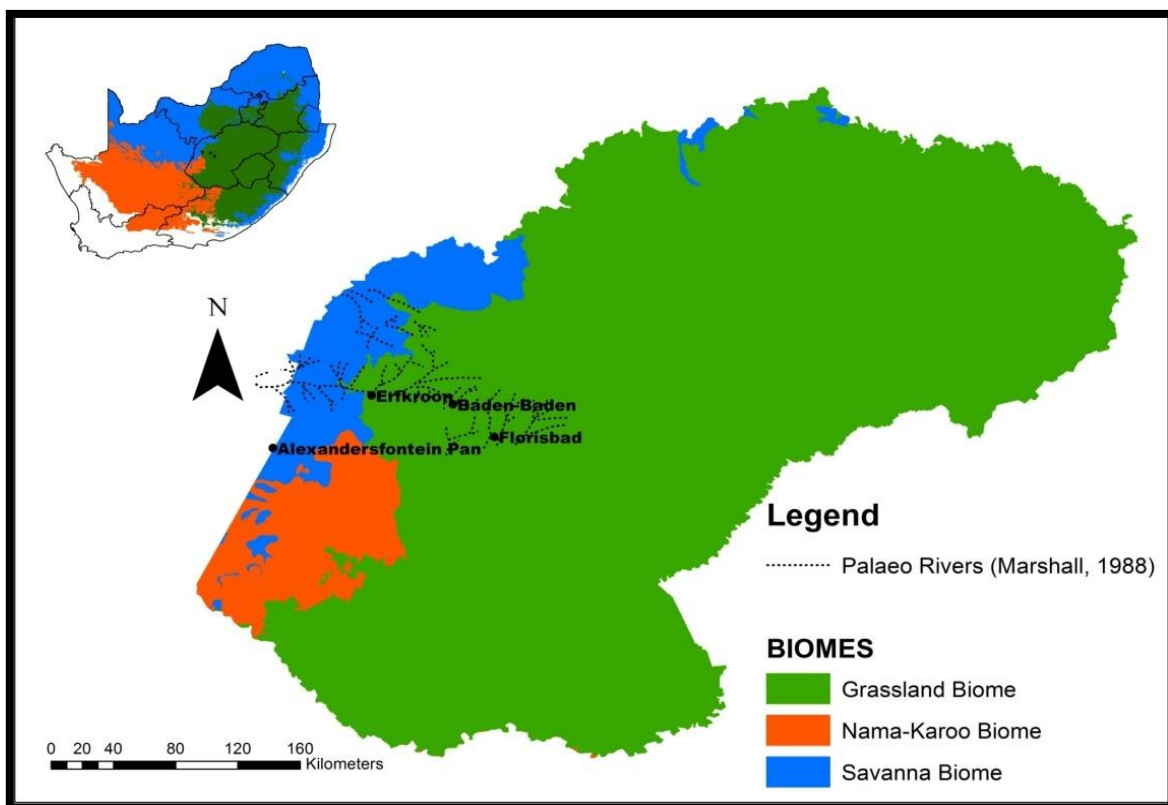 N
Erfkroon
Baden-Baden
Florisbad
Alexandersfontein Pan
Legend
Palaeo Rivers (Marshall, 1988)
BIOMES
Grassland Biome
Nama-Karoo Biome
Savanna Biome
0 20 40 80 120 160
Kilometers